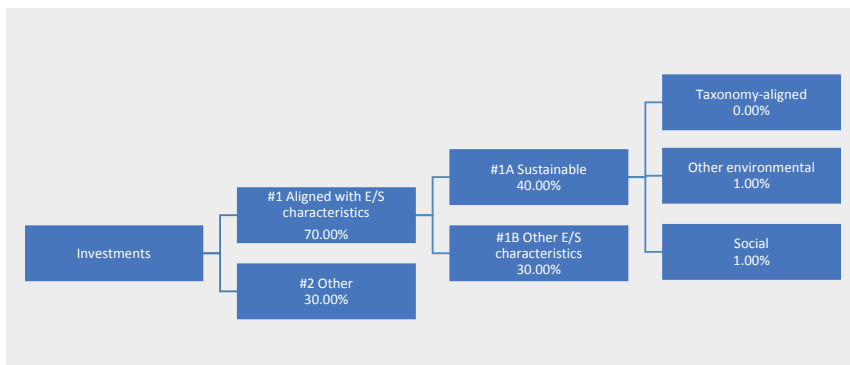 Investments
#1 Aligned with E/S
characteristics
70.00%
#2 Other
30.00%
#1A Sustainable
40.00%
#1B Other E/S
characteristics
30.00%
Taxonomy-aligned
0.00%
Other environmental
1.00%
Social
1.00%